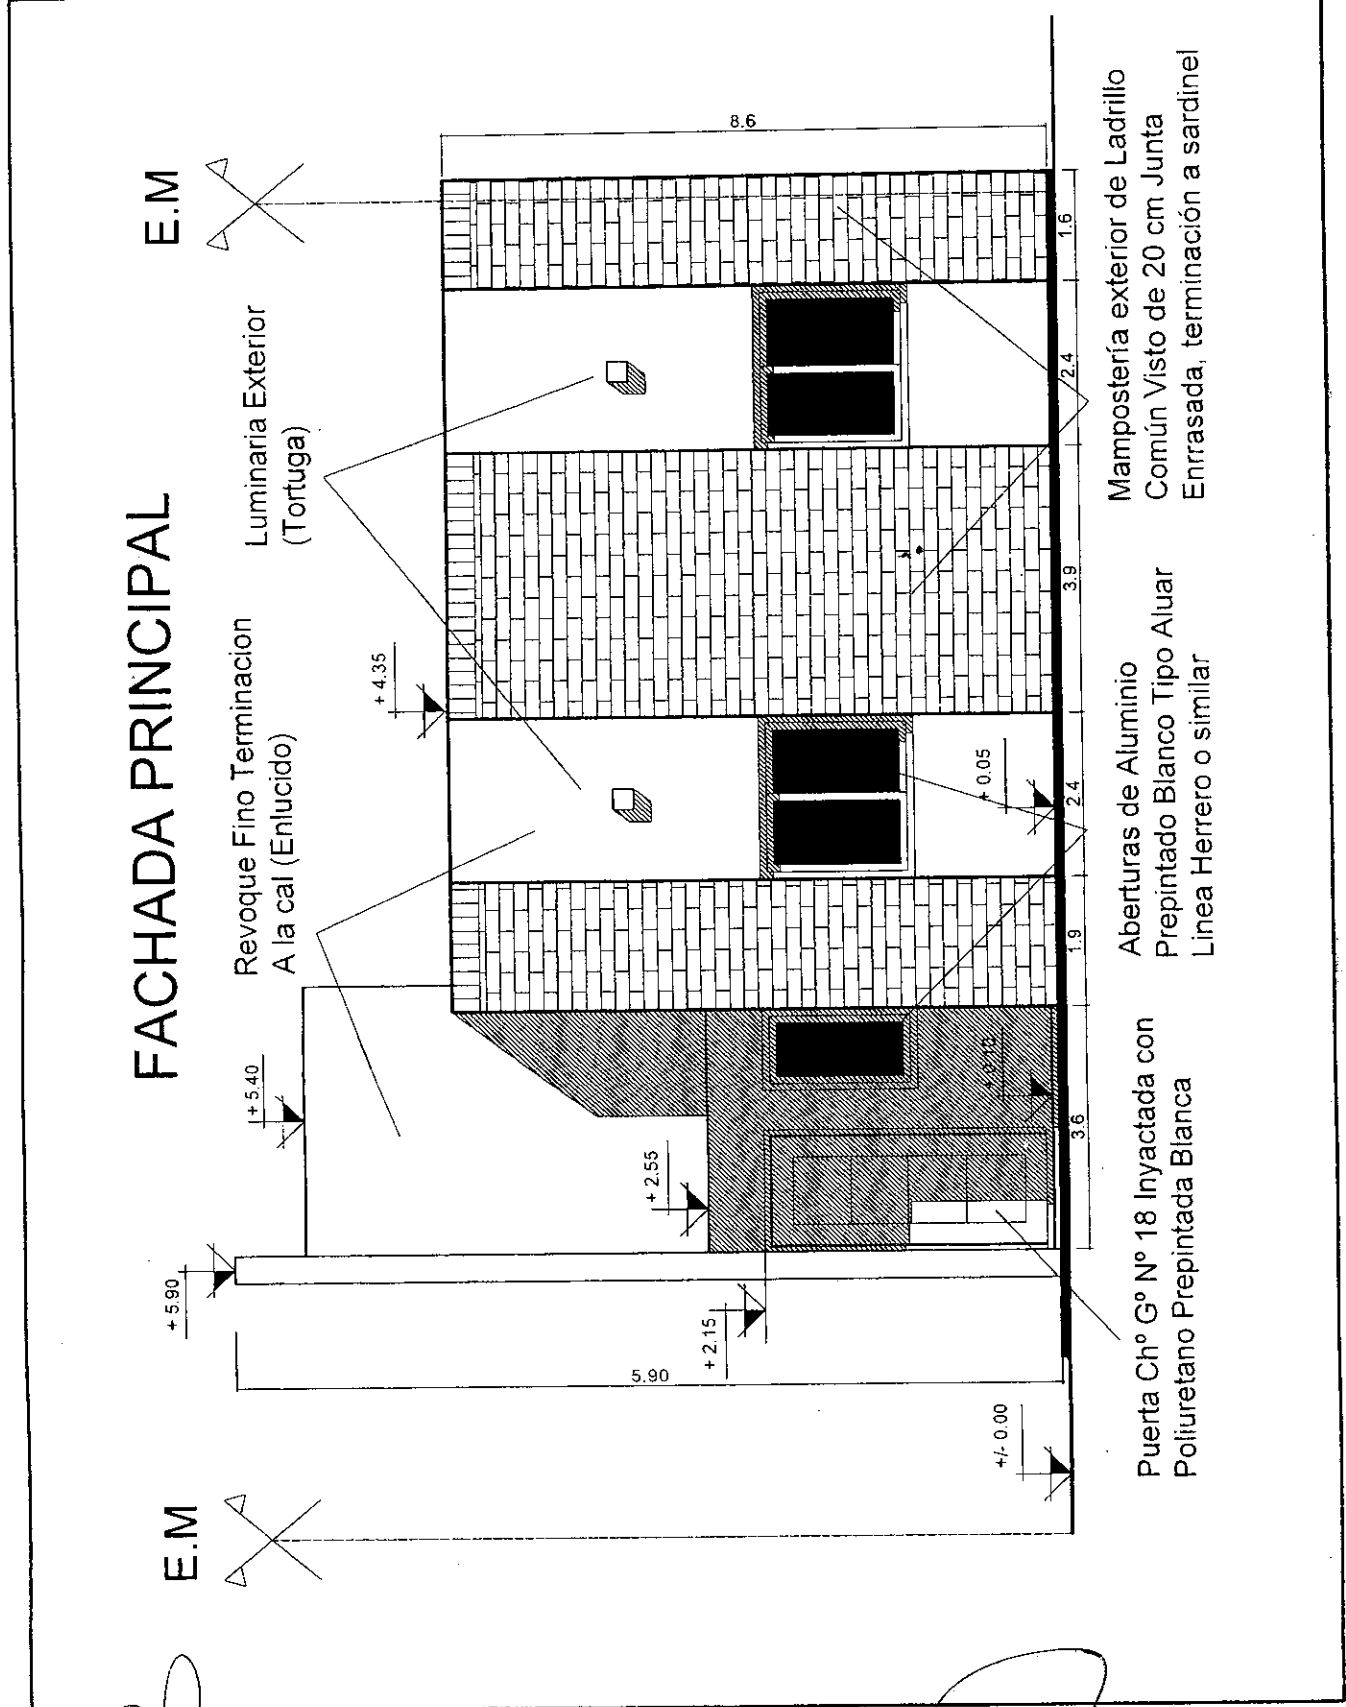 FACHADA PRINCIPAL
E.M
E.M
Revoque Fino Terminacion
A la cal (Enlucido)
Luminaria Exterior
(Tortuga)
+ 5.90
+ 5.40
+ 4.35
+ 2.55
+ 2.15
5.90
8.6
+/- 0.00
+ 0.10
+ 0.05
3.6
1.9
2.4
3.9
2.4
1.6
Puerta Chº Gº Nº 18 Inyactada con
Poliuretano Prepintada Blanca
Aberturas de Aluminio
Prepintado Blanco Tipo Aluar
Linea Herrero o similar
Mampostería exterior de Ladrillo
Común Visto de 20 cm Junta
Enrrasada, terminación a sardinel